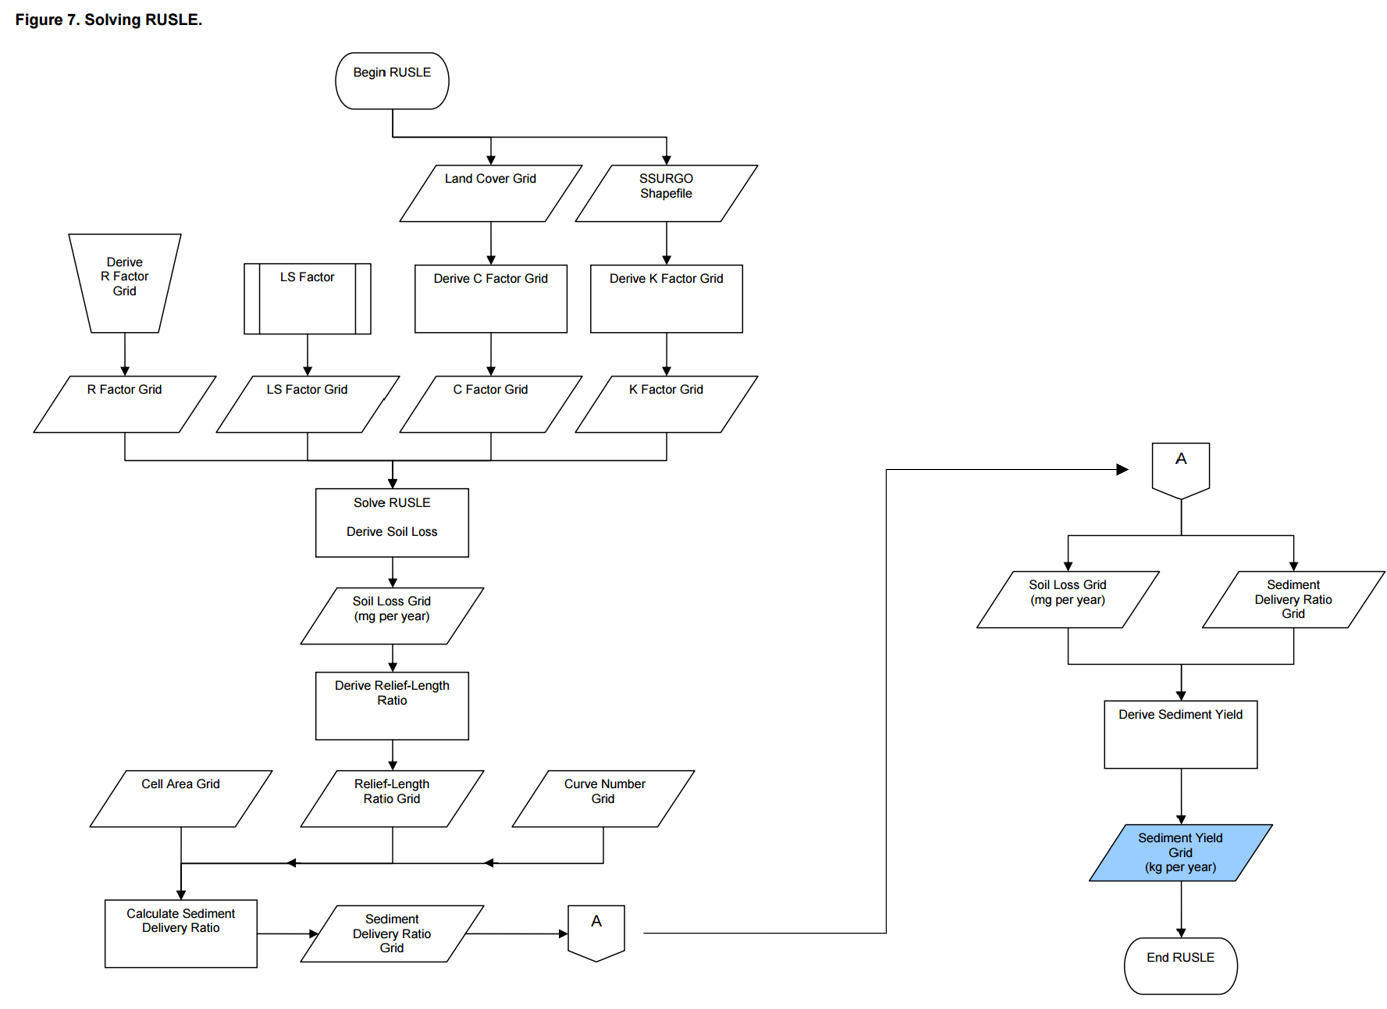 Figure 7. Solving RUSLE.
Begin RUSLE
Land Cover Grid
SSURGO
Shapefile
Derive
R Factor
Grid
LS Factor
Derive C Factor Grid
Derive K Factor Grid
R Factor Grid
LS Factor Grid
C Factor Grid
K Factor Grid
Solve RUSLE
Derive Soil Loss
Soil Loss Grid
(mg per year)
Derive Relief-Length
Ratio
Cell Area Grid
Relief-Length
Ratio Grid
Curve Number
Grid
Calculate Sediment
Delivery Ratio
Sediment
Delivery Ratio
Grid
A
A
Soil Loss Grid
(mg per year)
Sediment
Delivery Ratio
Grid
Derive Sediment Yield
Sediment Yield
Grid
(kg per year)
End RUSLE